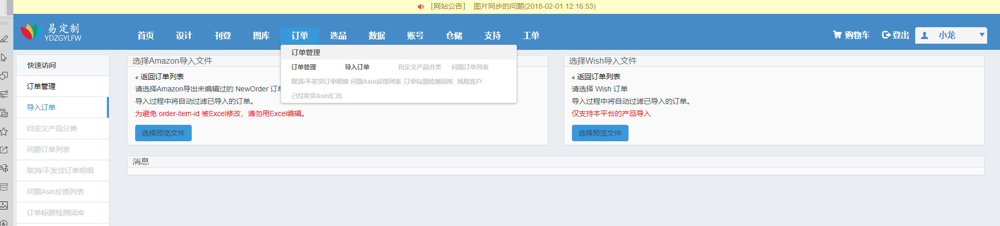 [网站公告] 图片同步的问题(2018-02-01 12:16:53)
易定制
YDZGYLFW
首页 设计 刊登 图库 订单 选品 数据 账号 仓储 支持 工单
购物车 登出 小龙
订单管理
订单管理 导入订单 自定义产品分类 问题订单列表
取消/不发货订单明细 问题Asin反馈列表 订单标题检测词库 风险客户
已经发货Asin汇出
快速访问
订单管理
导入订单
自定义产品分类
问题订单列表
取消/不发货订单明细
问题Asin反馈列表
订单标题检测词库
选择Amazon导入文件
« 返回订单列表
请选择Amazon导出未编辑过的 NewOrder 订单
导入过程中将自动过滤已导入的订单。
为避免 order-item-id 被Excel修改，请勿用Excel编辑。
选择预览文件
选择Wish导入文件
« 返回订单列表
请选择 Wish 订单
导入过程中将自动过滤已导入的订单。
仅支持本平台的产品导入
选择预览文件
消息